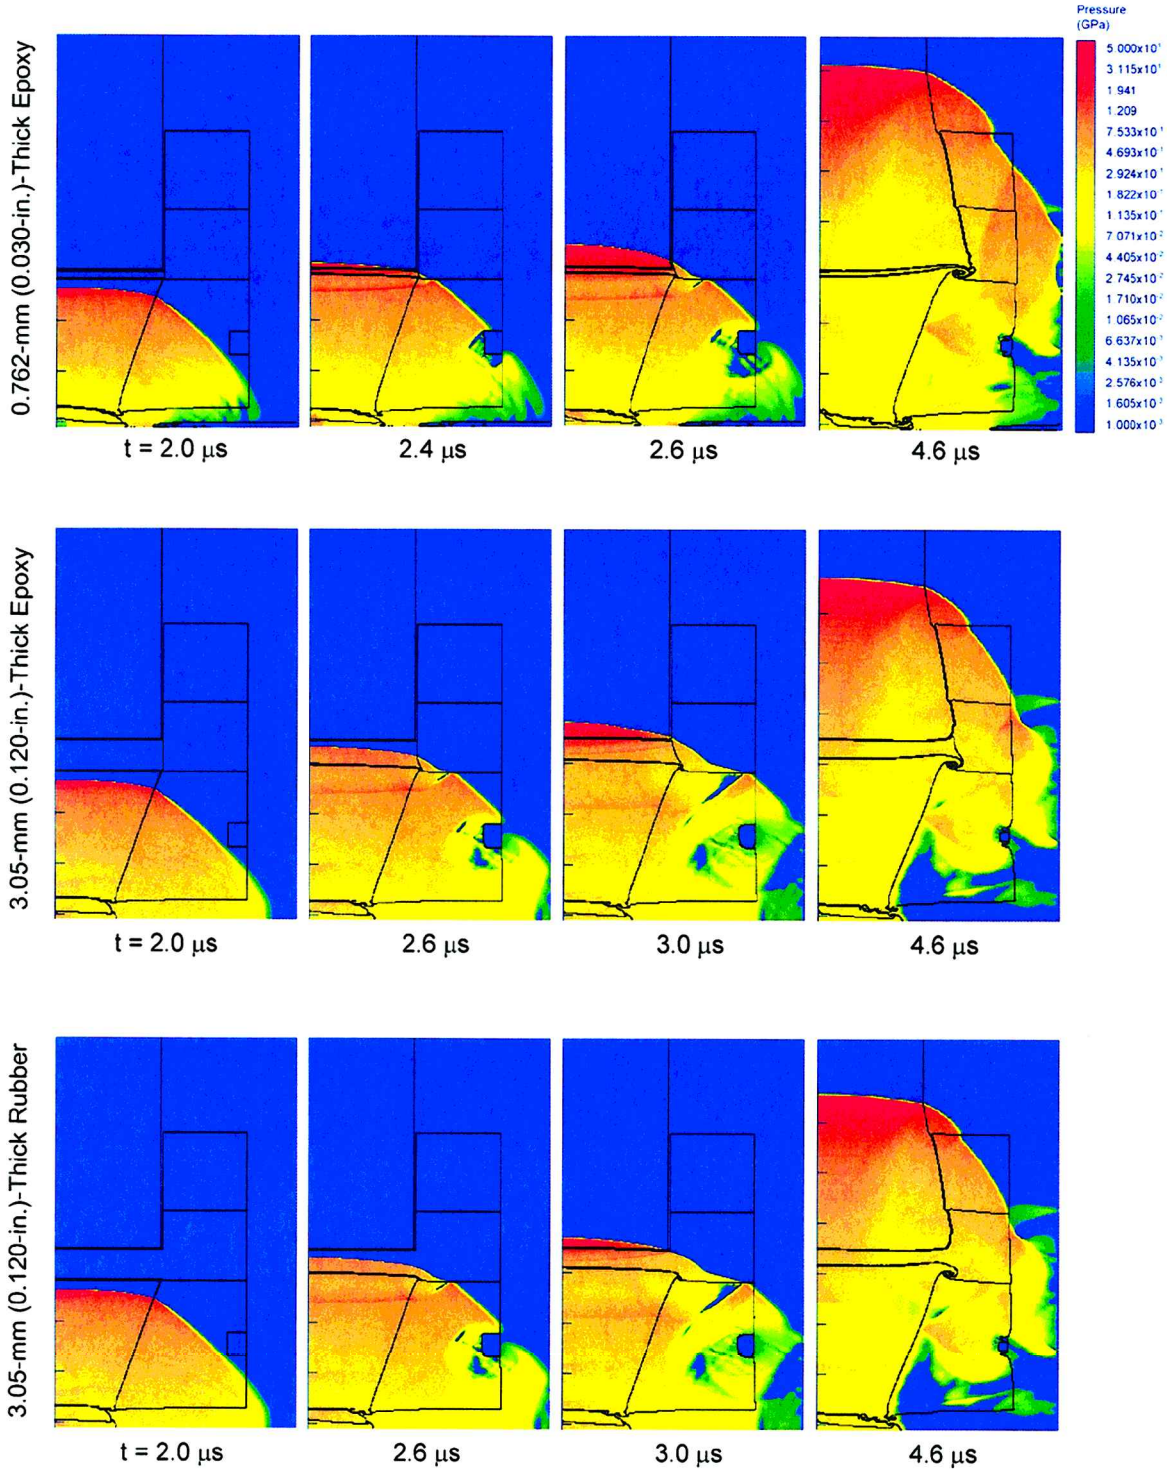 Pressure
(GPa)
5 000x10¹
3 115x10¹
1 941
1 209
7 533x10⁻¹
4 693x10⁻¹
2 924x10⁻¹
1 822x10⁻¹
1 135x10⁻¹
7 071x10⁻²
4 405x10⁻²
2 745x10⁻²
1 710x10⁻²
1 065x10⁻²
6 637x10⁻³
4 135x10⁻³
2 576x10⁻³
1 605x10⁻³
1 000x10⁻³
0.762-mm (0.030-in.)-Thick Epoxy
t = 2.0 μs
2.4 μs
2.6 μs
4.6 μs
3.05-mm (0.120-in.)-Thick Epoxy
t = 2.0 μs
2.6 μs
3.0 μs
4.6 μs
3.05-mm (0.120-in.)-Thick Rubber
t = 2.0 μs
2.6 μs
3.0 μs
4.6 μs